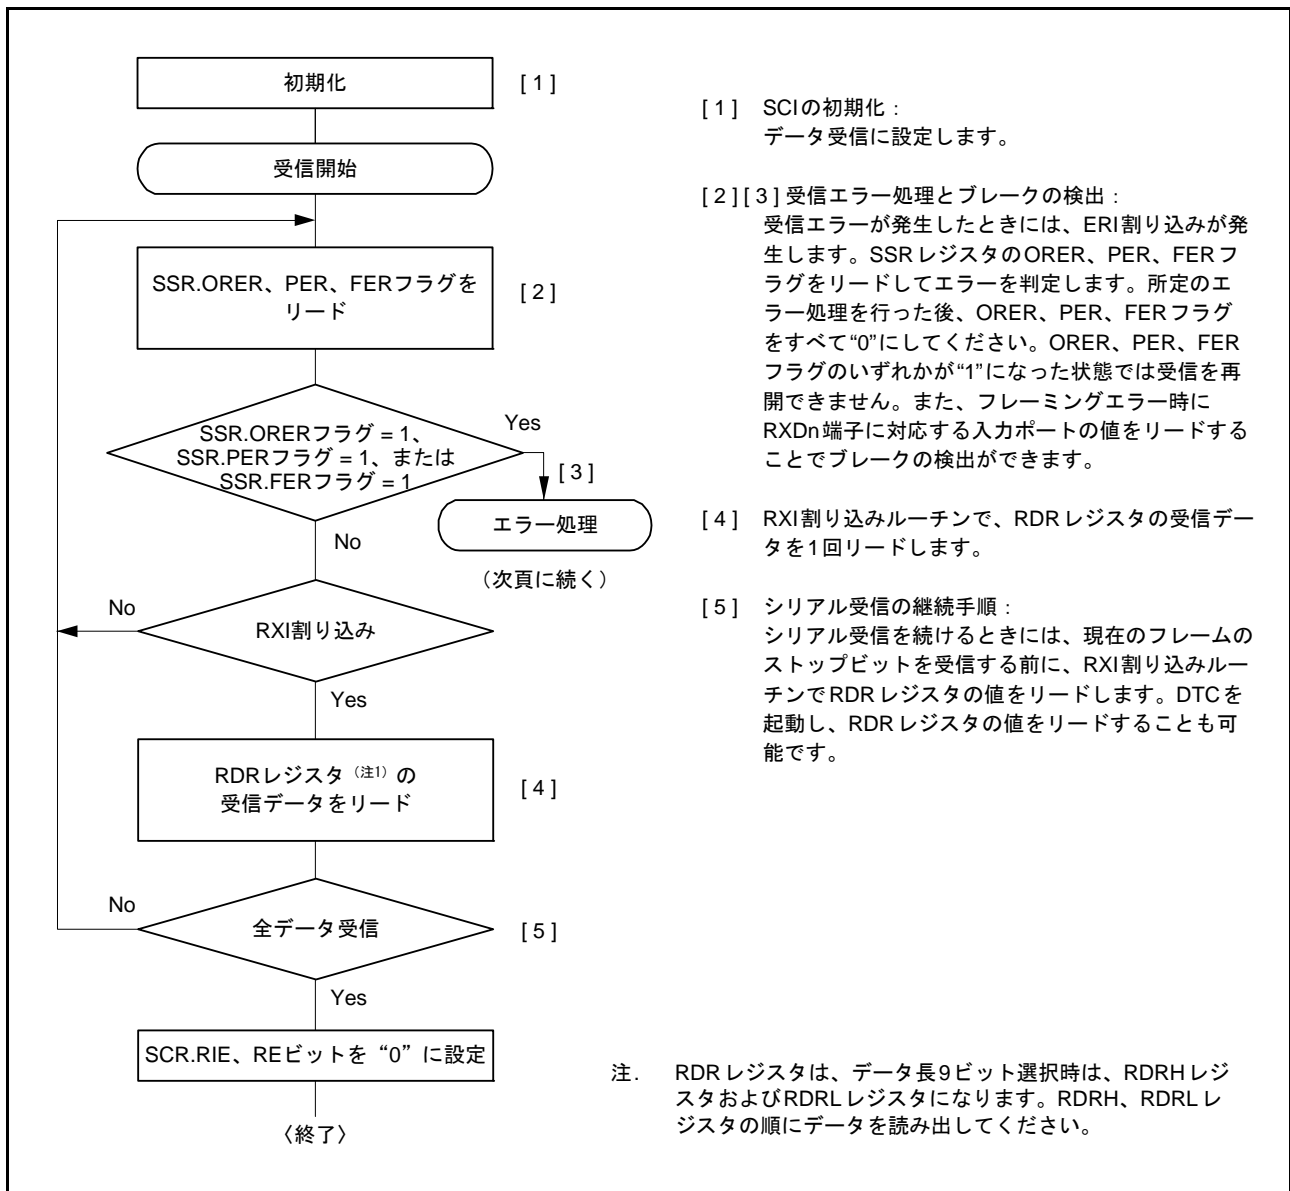 初期化
[ 1 ]
受信開始
SSR.ORER、PER、FERフラグを
リード
[ 2 ]
SSR.ORERフラグ = 1、
SSR.PERフラグ = 1、または
SSR.FERフラグ = 1
Yes
[ 3 ]
エラー処理
（次頁に続く）
No
RXI割り込み
No
Yes
RDRレジスタ（注1）の
受信データをリード
[ 4 ]
全データ受信
No
[ 5 ]
Yes
SCR.RIE、REビットを“0”に設定
〈終了〉
[ 1 ] SCIの初期化：
データ受信に設定します。
[ 2 ] [ 3 ] 受信エラー処理とブレークの検出：
受信エラーが発生したときには、ERI割り込みが発
生します。SSRレジスタのORER、PER、FERフ
ラグをリードしてエラーを判定します。所定のエ
ラー処理を行った後、ORER、PER、FERフラグ
をすべて“0”にしてください。ORER、PER、FER
フラグのいずれかが“1”になった状態では受信を再
開できません。また、フレーミングエラー時に
RXDn端子に対応する入力ポートの値をリードする
ことでブレークの検出ができます。
[ 4 ] RXI割り込みルーチンで、RDRレジスタの受信デー
タを1回リードします。
[ 5 ] シリアル受信の継続手順：
シリアル受信を続けるときには、現在のフレームの
ストップビットを受信する前に、RXI割り込みルー
チンでRDRレジスタの値をリードします。DTCを
起動し、RDRレジスタの値をリードすることも可
能です。
注. RDRレジスタは、データ長9ビット選択時は、RDRHレジ
スタおよびRDRLレジスタになります。RDRH、RDRLレ
ジスタの順にデータを読み出してください。